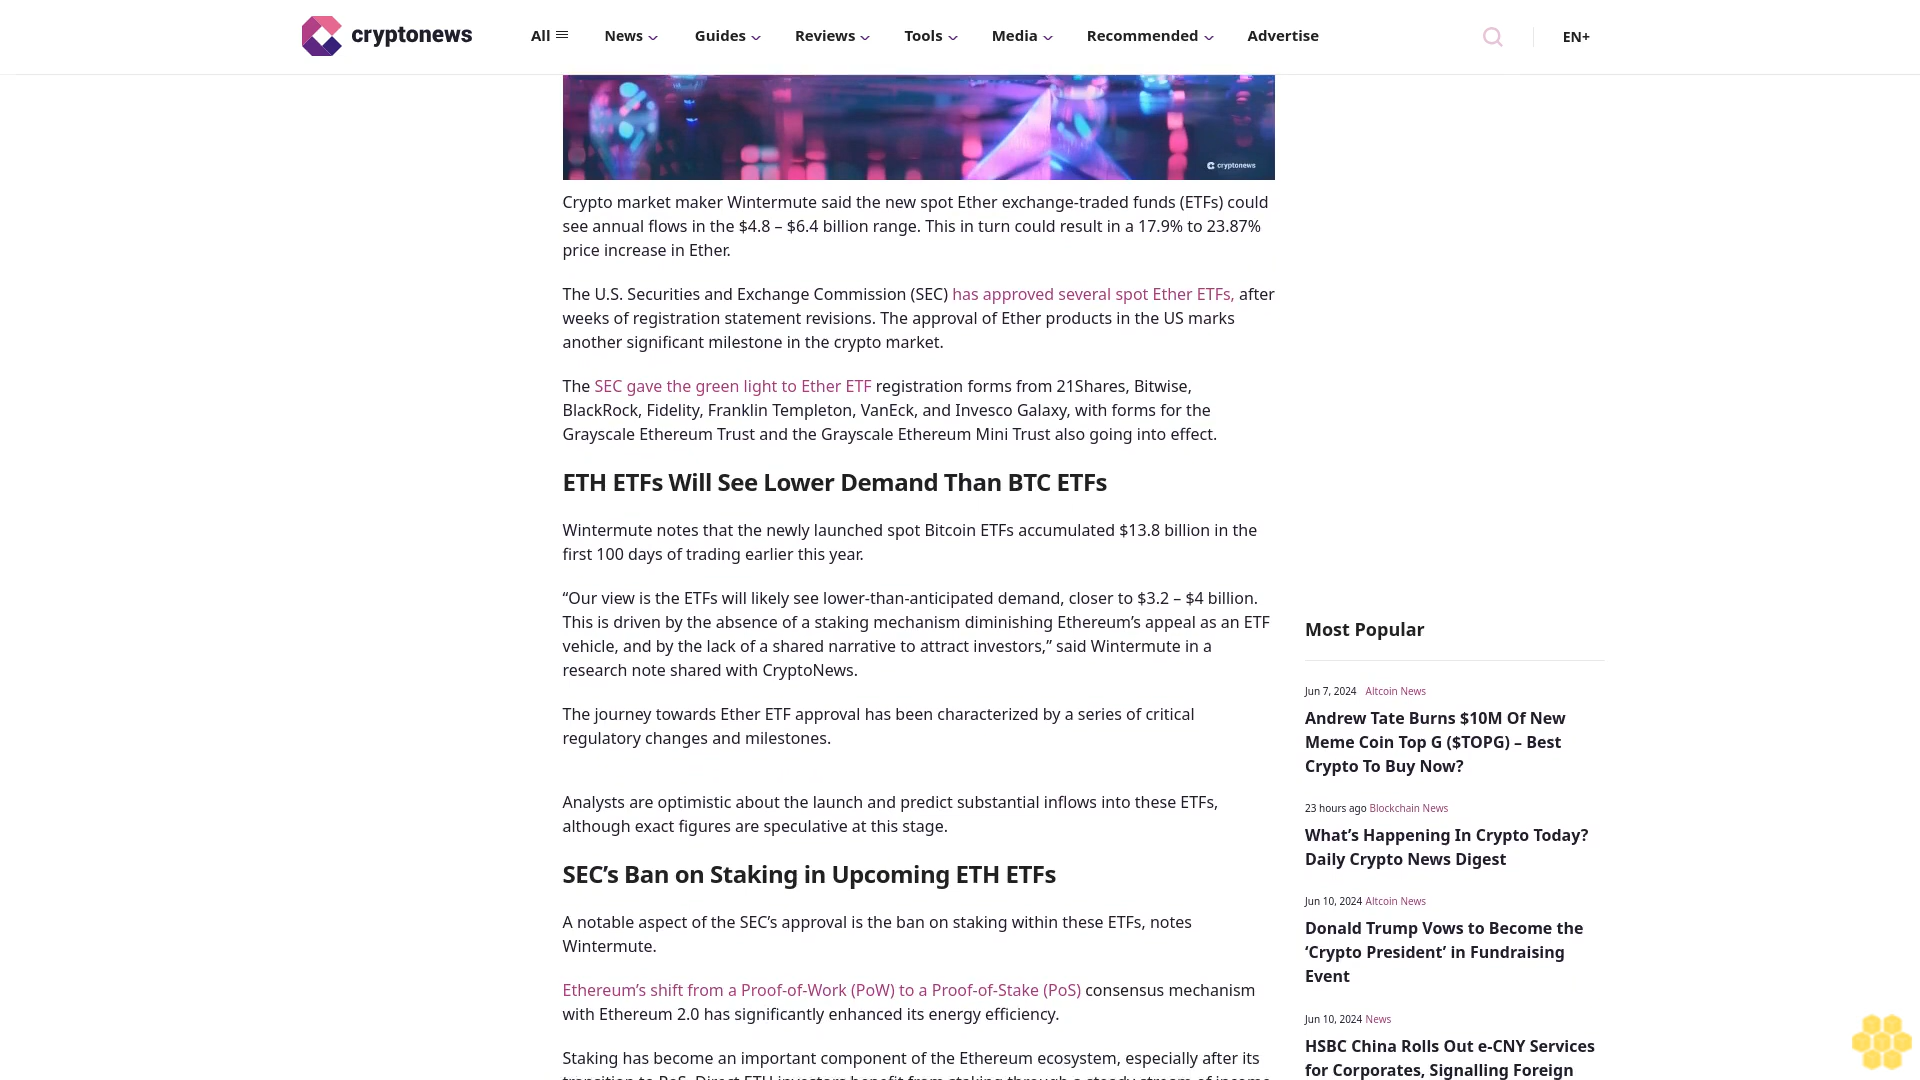 cryptonews
All
News
Guides
Reviews
Tools
Media
Recommended
Advertise
EN+
cryptonews
Crypto market maker Wintermute said the new spot Ether exchange-traded funds (ETFs) could
see annual flows in the $4.8 – $6.4 billion range. This in turn could result in a 17.9% to 23.87%
price increase in Ether.
The U.S. Securities and Exchange Commission (SEC) has approved several spot Ether ETFs, after
weeks of registration statement revisions. The approval of Ether products in the US marks
another significant milestone in the crypto market.
The SEC gave the green light to Ether ETF registration forms from 21Shares, Bitwise,
BlackRock, Fidelity, Franklin Templeton, VanEck, and Invesco Galaxy, with forms for the
Grayscale Ethereum Trust and the Grayscale Ethereum Mini Trust also going into effect.
ETH ETFs Will See Lower Demand Than BTC ETFs
Wintermute notes that the newly launched spot Bitcoin ETFs accumulated $13.8 billion in the
first 100 days of trading earlier this year.
“Our view is the ETFs will likely see lower-than-anticipated demand, closer to $3.2 – $4 billion.
This is driven by the absence of a staking mechanism diminishing Ethereum’s appeal as an ETF
vehicle, and by the lack of a shared narrative to attract investors,” said Wintermute in a
research note shared with CryptoNews.
The journey towards Ether ETF approval has been characterized by a series of critical
regulatory changes and milestones.
Analysts are optimistic about the launch and predict substantial inflows into these ETFs,
although exact figures are speculative at this stage.
SEC’s Ban on Staking in Upcoming ETH ETFs
A notable aspect of the SEC’s approval is the ban on staking within these ETFs, notes
Wintermute.
Ethereum’s shift from a Proof-of-Work (PoW) to a Proof-of-Stake (PoS) consensus mechanism
with Ethereum 2.0 has significantly enhanced its energy efficiency.
Staking has become an important component of the Ethereum ecosystem, especially after its
transition to PoS. Direct ETH investors benefit from staking through a steady stream of income
Most Popular
Jun 7, 2024 Altcoin News
Andrew Tate Burns $10M Of New
Meme Coin Top G ($TOPG) – Best
Crypto To Buy Now?
23 hours ago Blockchain News
What’s Happening In Crypto Today?
Daily Crypto News Digest
Jun 10, 2024 Altcoin News
Donald Trump Vows to Become the
‘Crypto President’ in Fundraising
Event
Jun 10, 2024 News
HSBC China Rolls Out e-CNY Services
for Corporates, Signalling Foreign